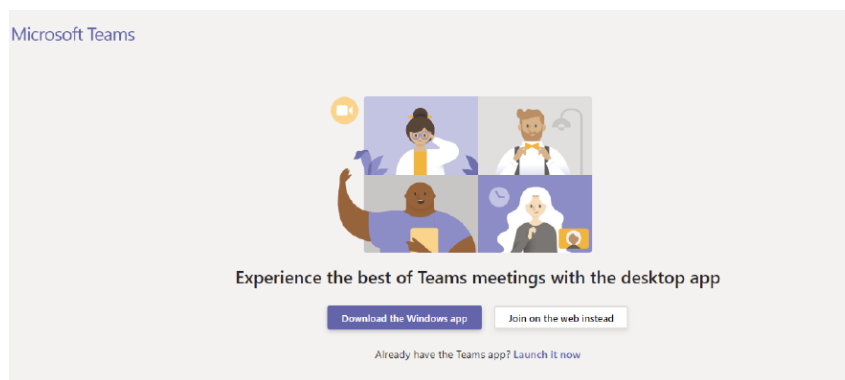 Microsoft Teams
Experience the best of Teams meetings with the desktop app
Download the Windows app
Join on the web instead
Already have the Teams app? Launch it now